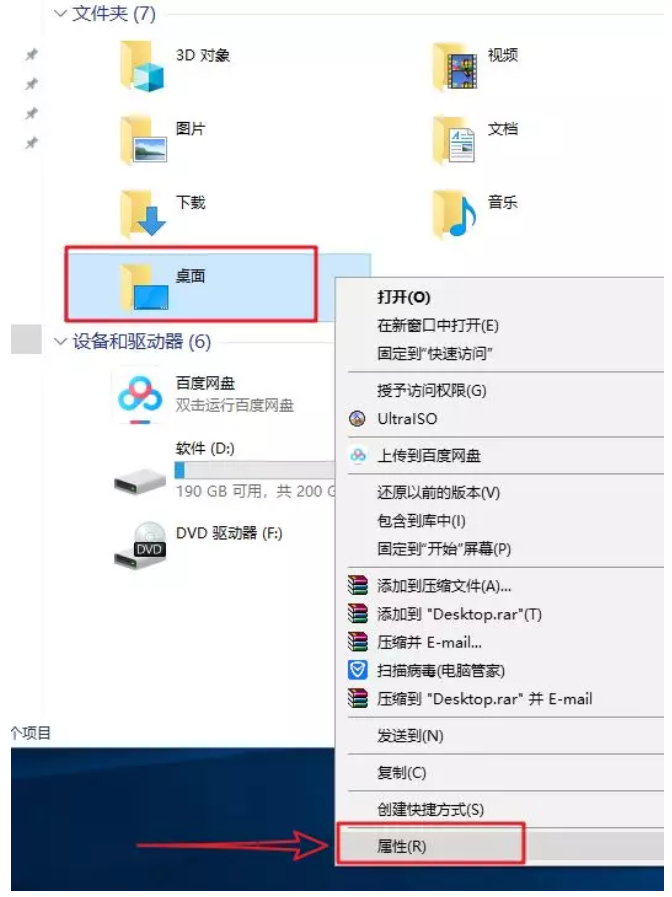 文件夹 (7)
3D 对象
视频
图片
文档
下载
音乐
桌面
设备和驱动器 (6)
百度网盘
双击运行百度网盘
软件 (D:)
190 GB 可用，共 200 G
DVD 驱动器 (F:)
DVD
个项目
打开(O)
在新窗口中打开(E)
固定到"快速访问"
授予访问权限(G)
UltraISO
上传到百度网盘
还原以前的版本(V)
包含到库中(I)
固定到"开始"屏幕(P)
添加到压缩文件(A)...
添加到 "Desktop.rar"(T)
压缩并 E-mail...
扫描病毒(电脑管家)
压缩到 "Desktop.rar" 并 E-mail
发送到(N)
复制(C)
创建快捷方式(S)
属性(R)